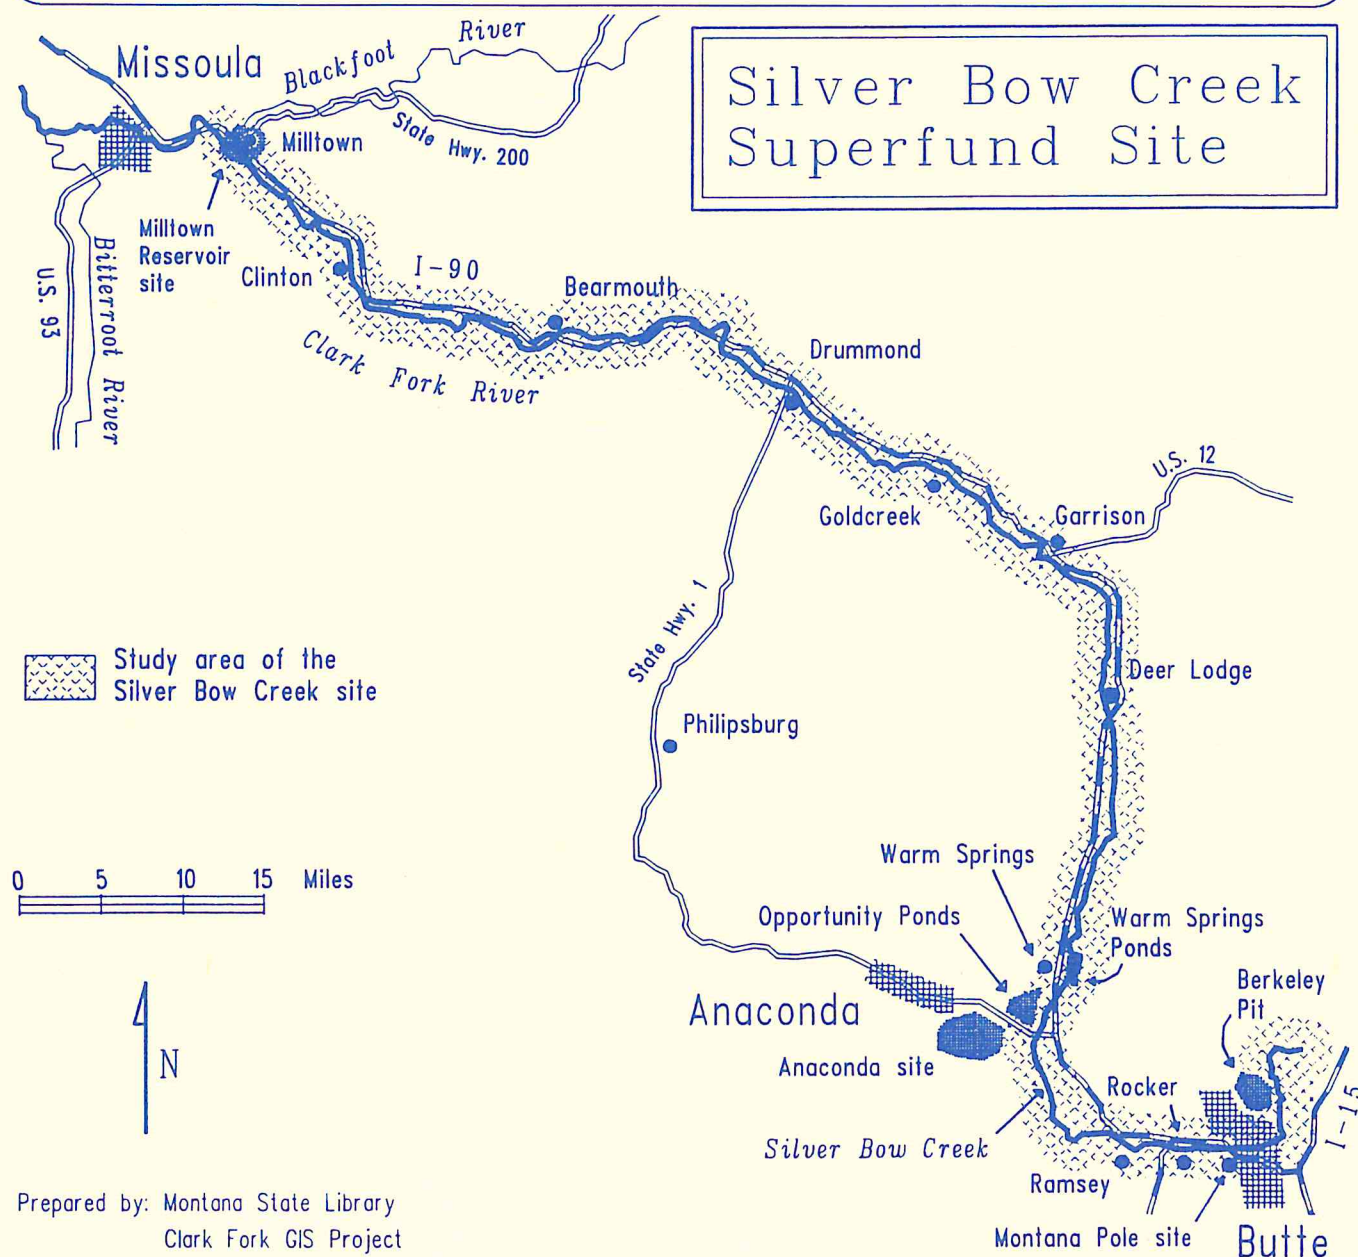 Silver Bow Creek
Superfund Site
Missoula
Blackfoot
River
Milltown
State Hwy. 200
Milltown
Reservoir
site
Clinton
I-90
Bearmouth
U.S. 93
Bitterroot River
Clark Fork River
Drummond
U.S. 12
Goldcreek
Garrison
State Hwy. 1
Study area of the
Silver Bow Creek site
Deer Lodge
Philipsburg
0 5 10 15 Miles
Warm Springs
Opportunity Ponds
Warm Springs
Ponds
Berkeley
Pit
Anaconda
N
Anaconda site
Rocker
I-15
Silver Bow Creek
Ramsey
Montana Pole site
Butte
Prepared by: Montana State Library
Clark Fork GIS Project